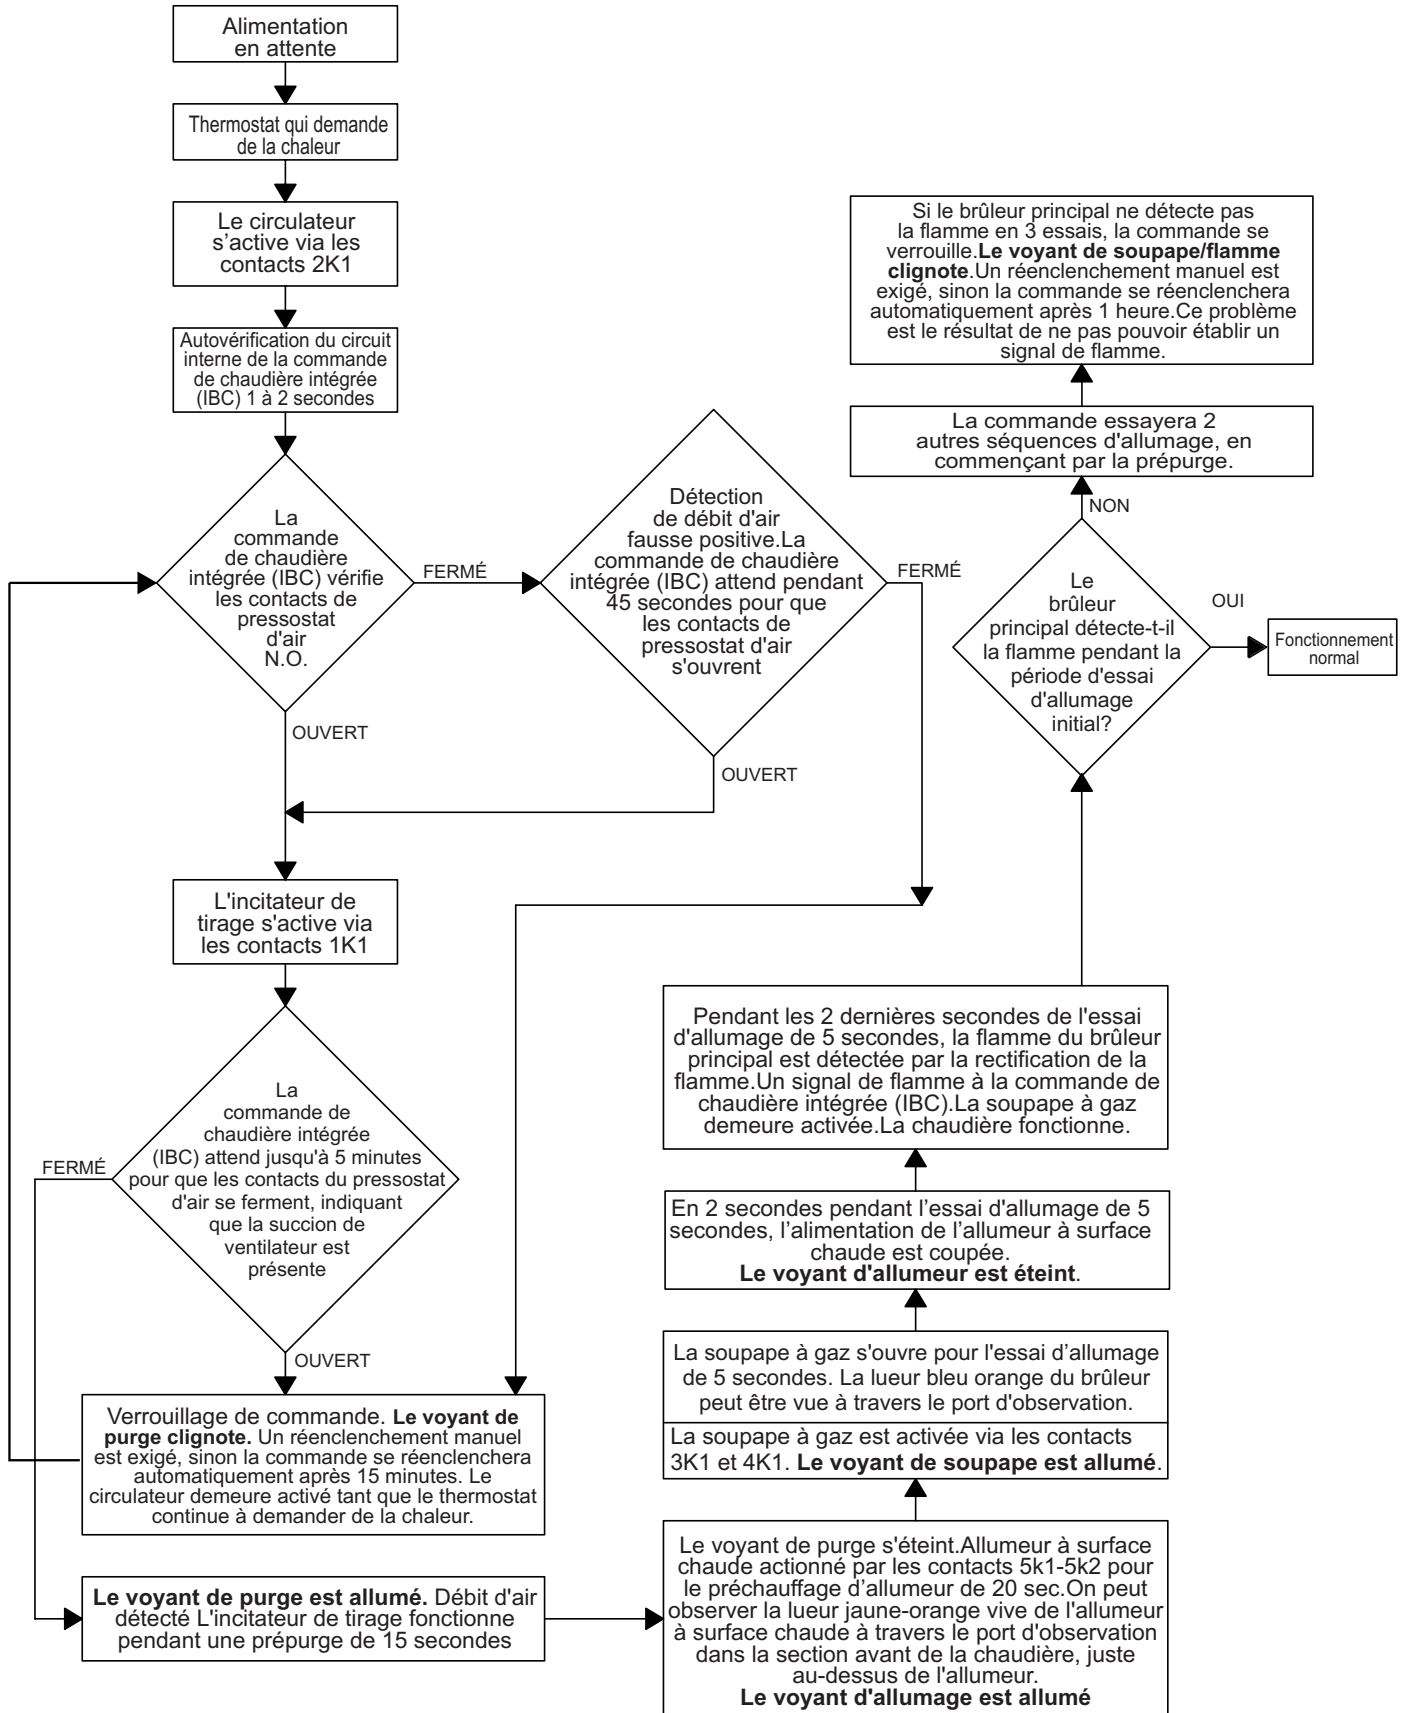 Alimentation
en attente
Thermostat qui demande
de la chaleur
Le circulateur
s'active via les
contacts 2K1
Autovérification du circuit
interne de la commande
de chaudière intégrée
(IBC) 1 à 2 secondes
La
commande
de chaudière
intégrée (IBC) vérifie
les contacts de
pressostat
d'air
N.O.
FERMÉ
OUVERT
Détection
de débit d'air
fausse positive.La
commande de chaudière
intégrée (IBC) attend pendant
45 secondes pour que
les contacts de
pressostat d'air
s'ouvrent
FERMÉ
OUVERT
L'incitateur de
tirage s'active via
les contacts 1K1
La
commande de
chaudière intégrée
(IBC) attend jusqu'à 5 minutes
pour que les contacts du pressostat
d'air se ferment, indiquant
que la succion de
ventilateur est
présente
FERMÉ
OUVERT
Verrouillage de commande. Le voyant de
purge clignote. Un réenclenchement manuel
est exigé, sinon la commande se réenclenchera
automatiquement après 15 minutes. Le
circulateur demeure activé tant que le thermostat
continue à demander de la chaleur.
Le voyant de purge est allumé. Débit d'air
détecté L'incitateur de tirage fonctionne
pendant une prépurge de 15 secondes
Le voyant de purge s'éteint.Allumeur à surface
chaude actionné par les contacts 5k1-5k2 pour
le préchauffage d'allumeur de 20 sec.On peut
observer la lueur jaune-orange vive de l'allumeur
à surface chaude à travers le port d'observation
dans la section avant de la chaudière, juste
au-dessus de l'allumeur.
Le voyant d'allumage est allumé
La soupape à gaz s'ouvre pour l'essai d'allumage
de 5 secondes. La lueur bleu orange du brûleur
peut être vue à travers le port d'observation.
La soupape à gaz est activée via les contacts
3K1 et 4K1. Le voyant de soupape est allumé.
En 2 secondes pendant l'essai d'allumage de 5
secondes, l'alimentation de l'allumeur à surface
chaude est coupée.
Le voyant d'allumeur est éteint.
Pendant les 2 dernières secondes de l'essai
d'allumage de 5 secondes, la flamme du brûleur
principal est détectée par la rectification de la
flamme.Un signal de flamme à la commande de
chaudière intégrée (IBC).La soupape à gaz
demeure activée.La chaudière fonctionne.
Le
brûleur
principal détecte-t-il
la flamme pendant la
période d'essai
d'allumage
initial?
OUI
Fonctionnement
normal
NON
La commande essayera 2
autres séquences d'allumage, en
commençant par la prépurge.
Si le brûleur principal ne détecte pas
la flamme en 3 essais, la commande se
verrouille.Le voyant de soupape/flamme
clignote.Un réenclenchement manuel est
exigé, sinon la commande se réenclenchera
automatiquement après 1 heure.Ce problème
est le résultat de ne pas pouvoir établir un
signal de flamme.